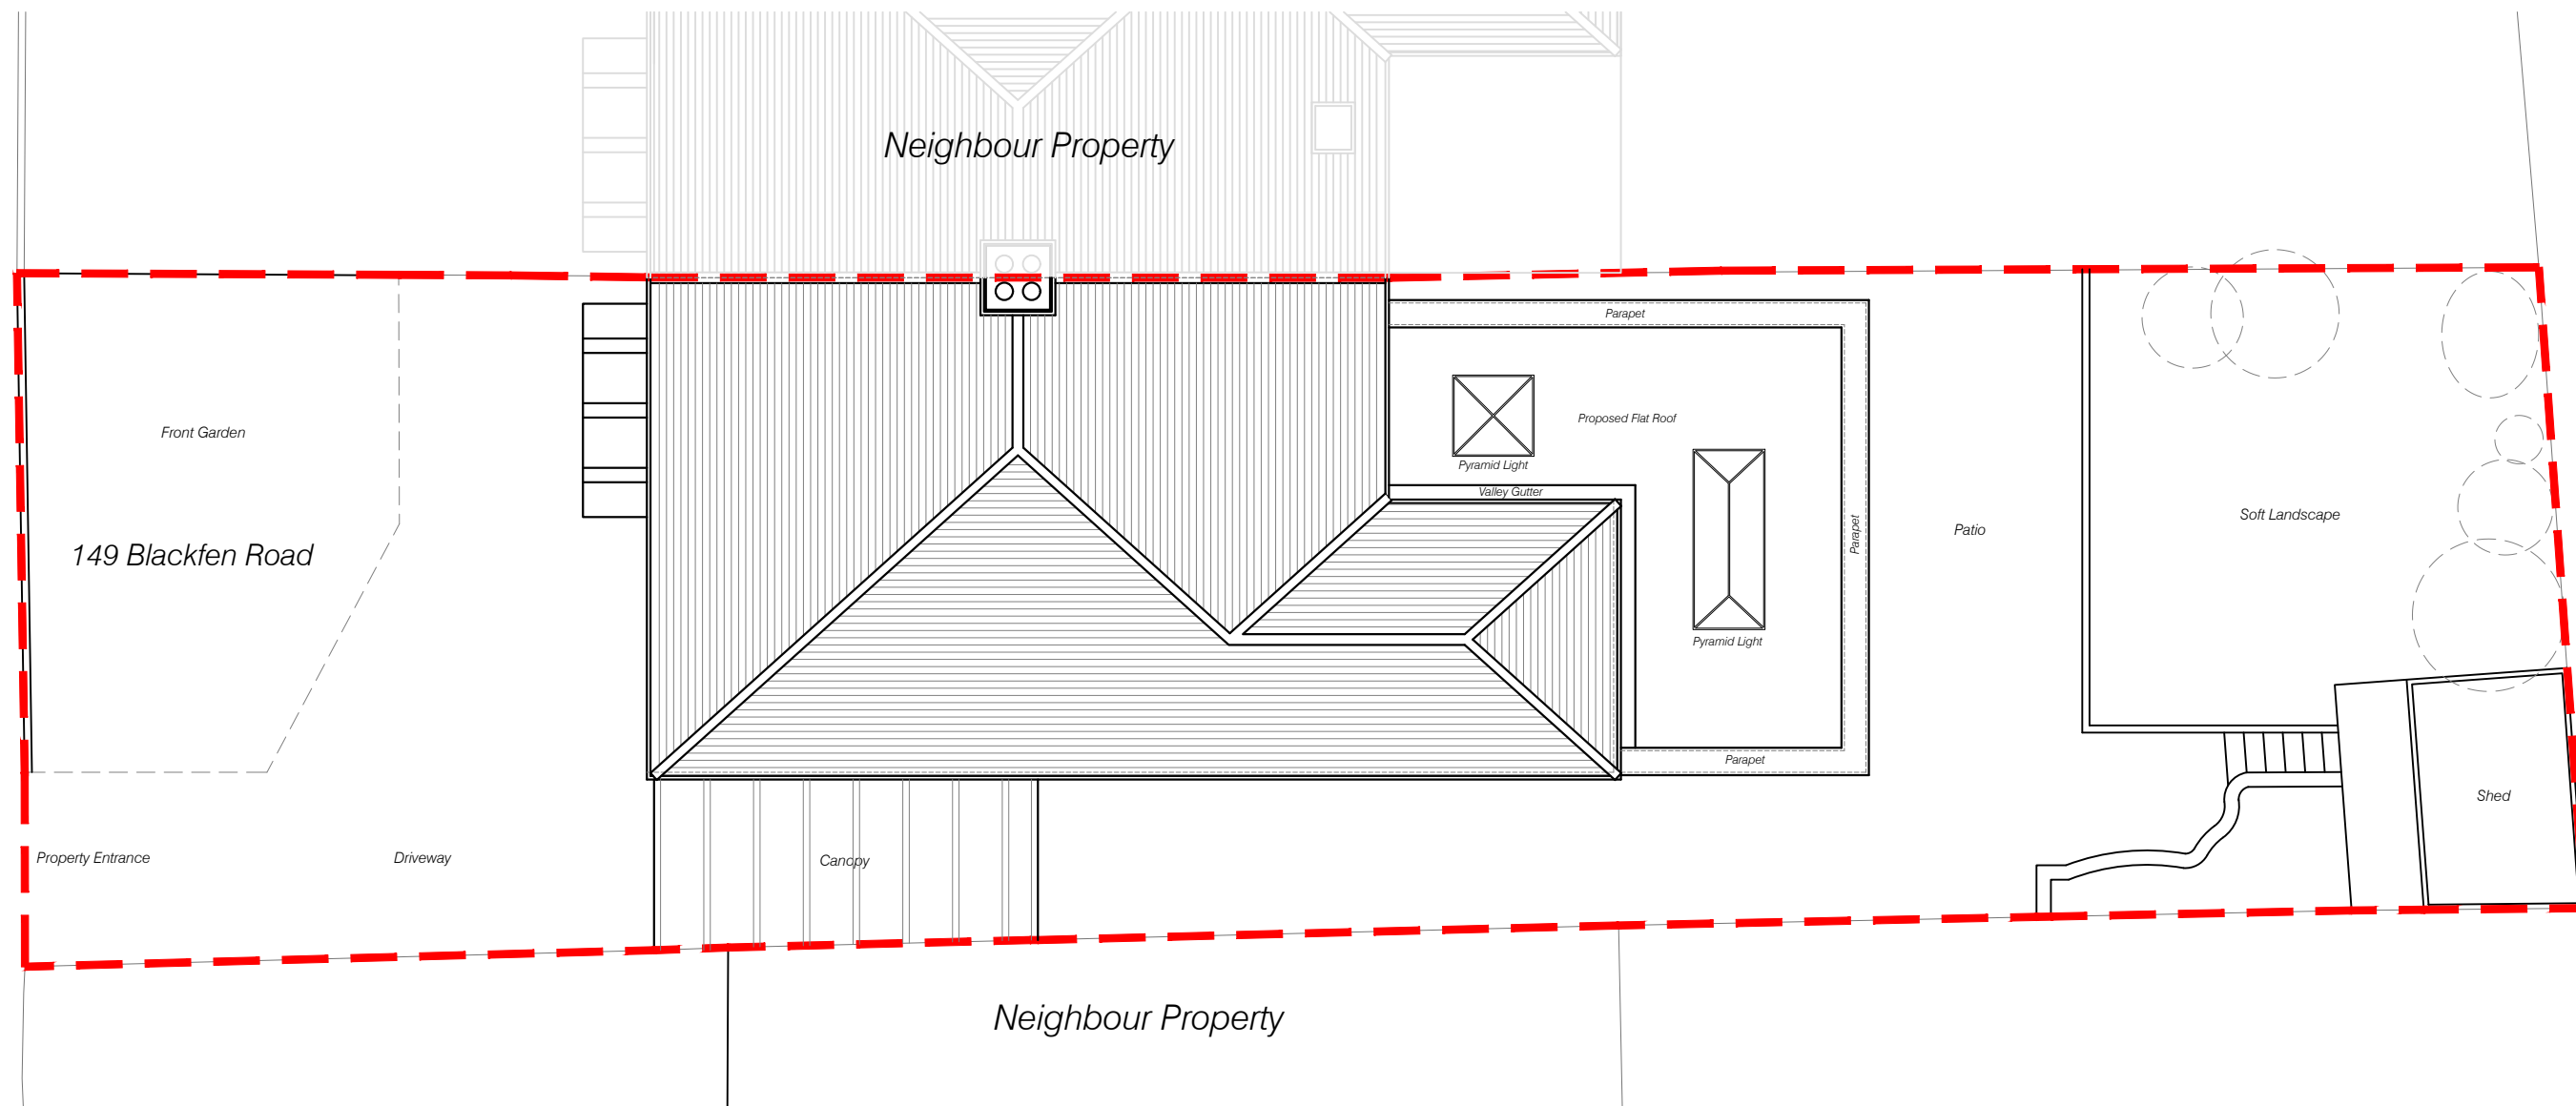 Neighbour Property
Parapet
Proposed Flat Roof
Front Garden
Pyramid Light
Valley Gutter
Soft Landscape
Parapet
Patio
149 Blackfen Road
Pyramid Light
Parapet
Shed
Property Entrance
Driveway
Canopy
Neighbour Property